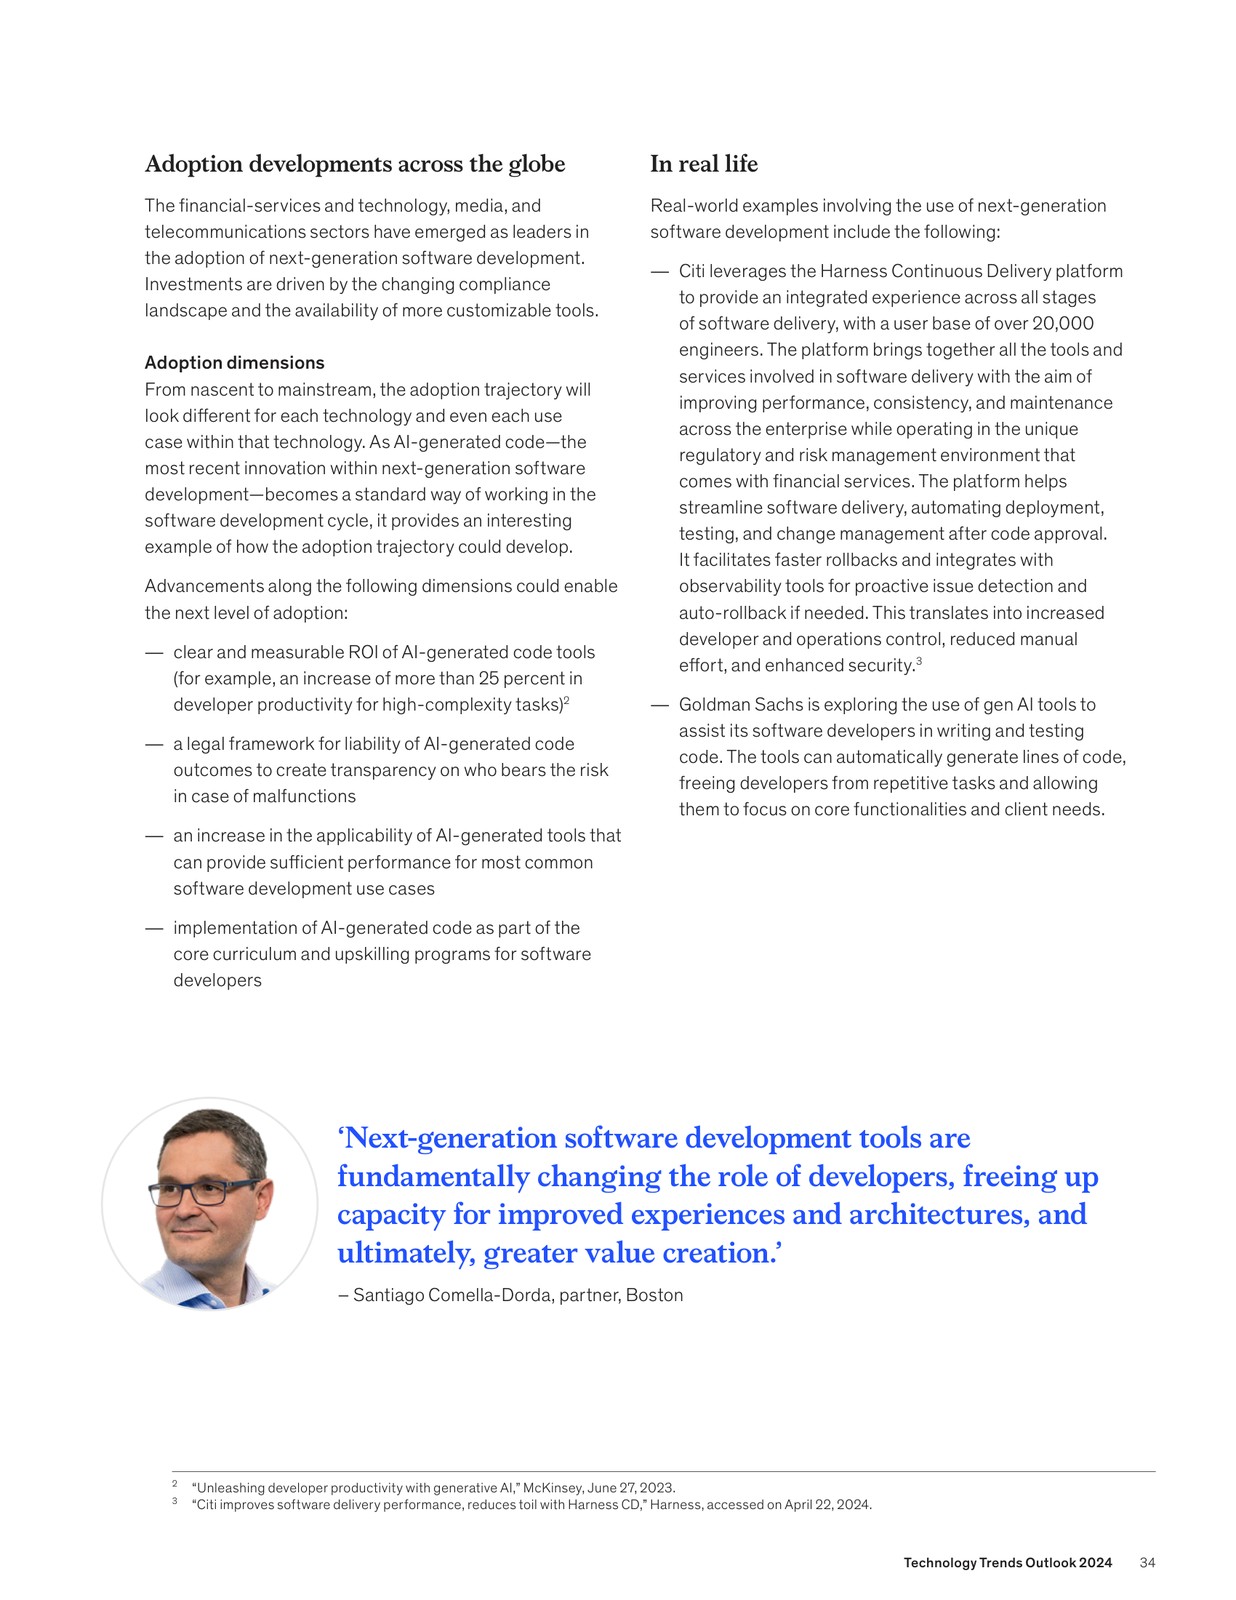 Adoption developments across the globe
The financial-services and technology, media, and
telecommunications sectors have emerged as leaders in
the adoption of next-generation software development.
Investments are driven by the changing compliance
landscape and the availability of more customizable tools.
Adoption dimensions
From nascent to mainstream, the adoption trajectory will
look different for each technology and even each use
case within that technology. As AI-generated code—the
most recent innovation within next-generation software
development—becomes a standard way of working in the
software development cycle, it provides an interesting
example of how the adoption trajectory could develop.
Advancements along the following dimensions could enable
the next level of adoption:
— clear and measurable ROI of AI-generated code tools
(for example, an increase of more than 25 percent in
developer productivity for high-complexity tasks)2
— a legal framework for liability of AI-generated code
outcomes to create transparency on who bears the risk
in case of malfunctions
— an increase in the applicability of AI-generated tools that
can provide sufficient performance for most common
software development use cases
— implementation of AI-generated code as part of the
core curriculum and upskilling programs for software
developers
In real life
Real-world examples involving the use of next-generation
software development include the following:
— Citi leverages the Harness Continuous Delivery platform
to provide an integrated experience across all stages
of software delivery, with a user base of over 20,000
engineers. The platform brings together all the tools and
services involved in software delivery with the aim of
improving performance, consistency, and maintenance
across the enterprise while operating in the unique
regulatory and risk management environment that
comes with financial services. The platform helps
streamline software delivery, automating deployment,
testing, and change management after code approval.
It facilitates faster rollbacks and integrates with
observability tools for proactive issue detection and
auto-rollback if needed. This translates into increased
developer and operations control, reduced manual
effort, and enhanced security.3
— Goldman Sachs is exploring the use of gen AI tools to
assist its software developers in writing and testing
code. The tools can automatically generate lines of code,
freeing developers from repetitive tasks and allowing
them to focus on core functionalities and client needs.
‘Next-generation software development tools are
fundamentally changing the role of developers, freeing up
capacity for improved experiences and architectures, and
ultimately, greater value creation.’
– Santiago Comella-Dorda, partner, Boston
2 “Unleashing developer productivity with generative AI,” McKinsey, June 27, 2023.
3 “Citi improves software delivery performance, reduces toil with Harness CD,” Harness, accessed on April 22, 2024.
Technology Trends Outlook 2024 34